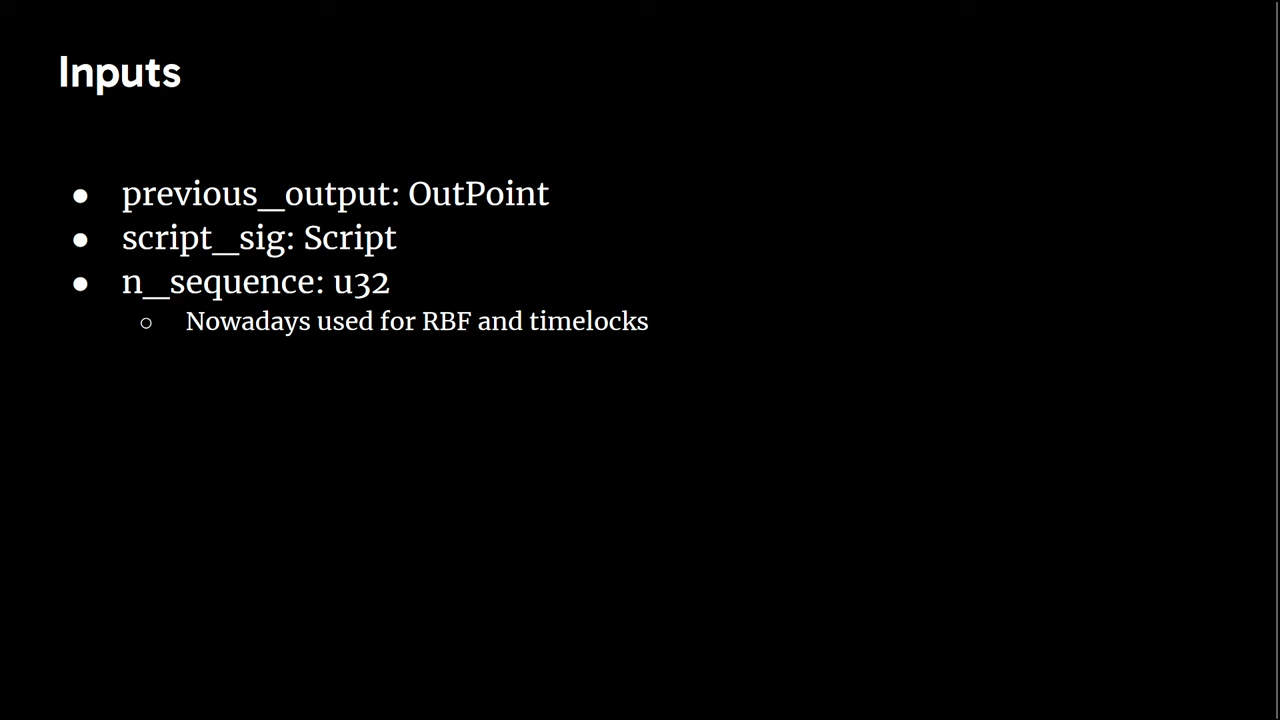 Inputs
● previous_output: OutPoint
● script_sig: Script
● n_sequence: u32
○ Nowadays used for RBF and timelocks